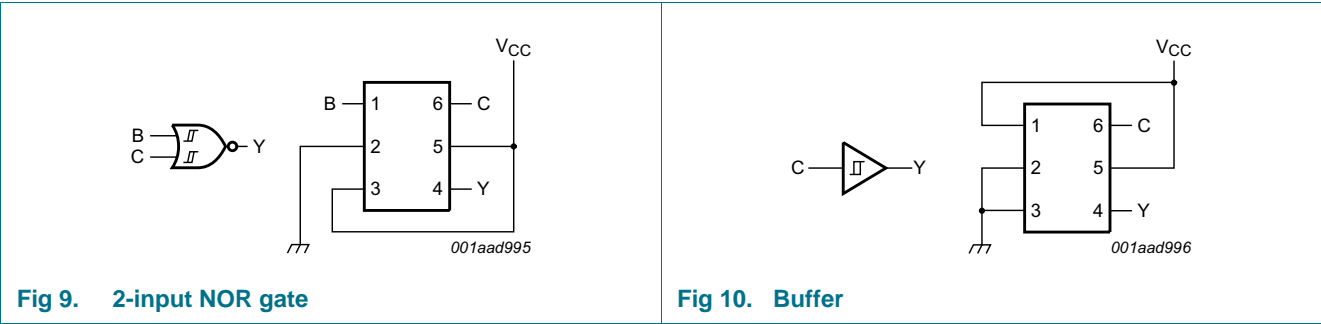 VCC
B 1 6 C
B
C
Y
2 5
3 4 Y
001aad995
Fig 9. 2-input NOR gate
VCC
1 6 C
C Y
2 5
3 4 Y
001aad996
Fig 10. Buffer